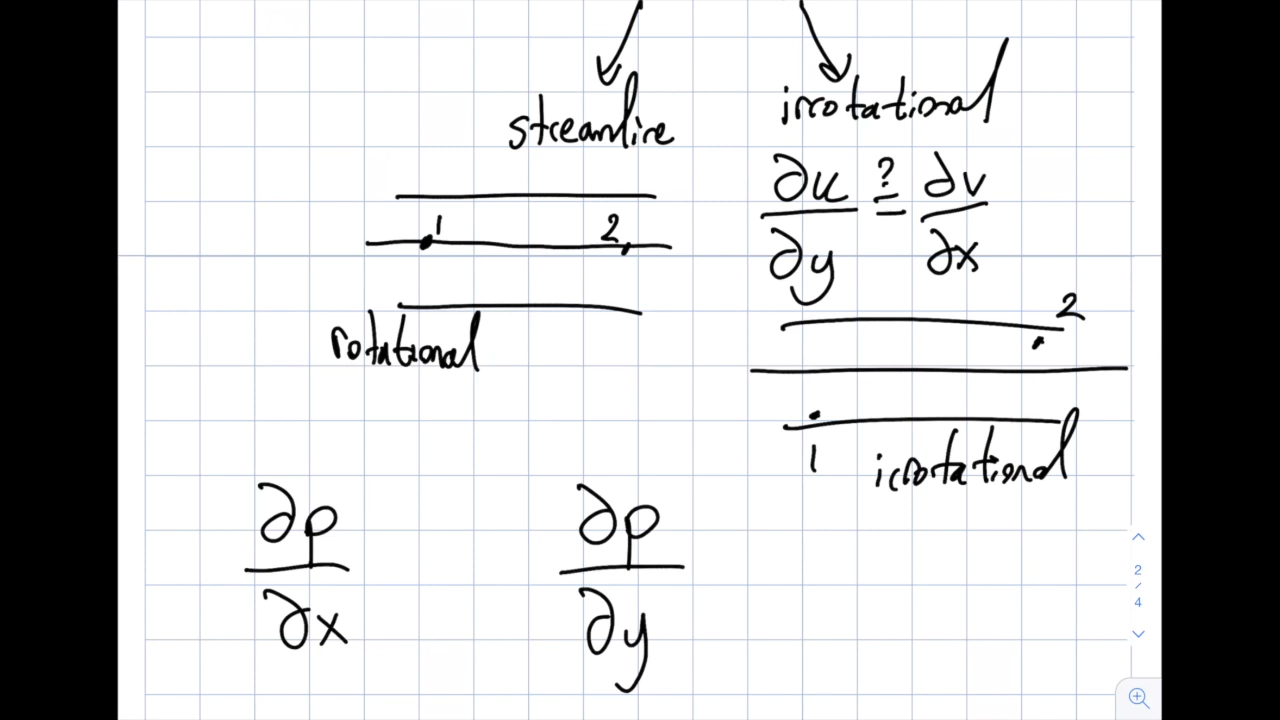 streamline
irrotational
∂u/∂y ≟ ∂v/∂x
1 2
rotational
2
1
irrotational
∂p/∂x ∂p/∂y
2
/
4